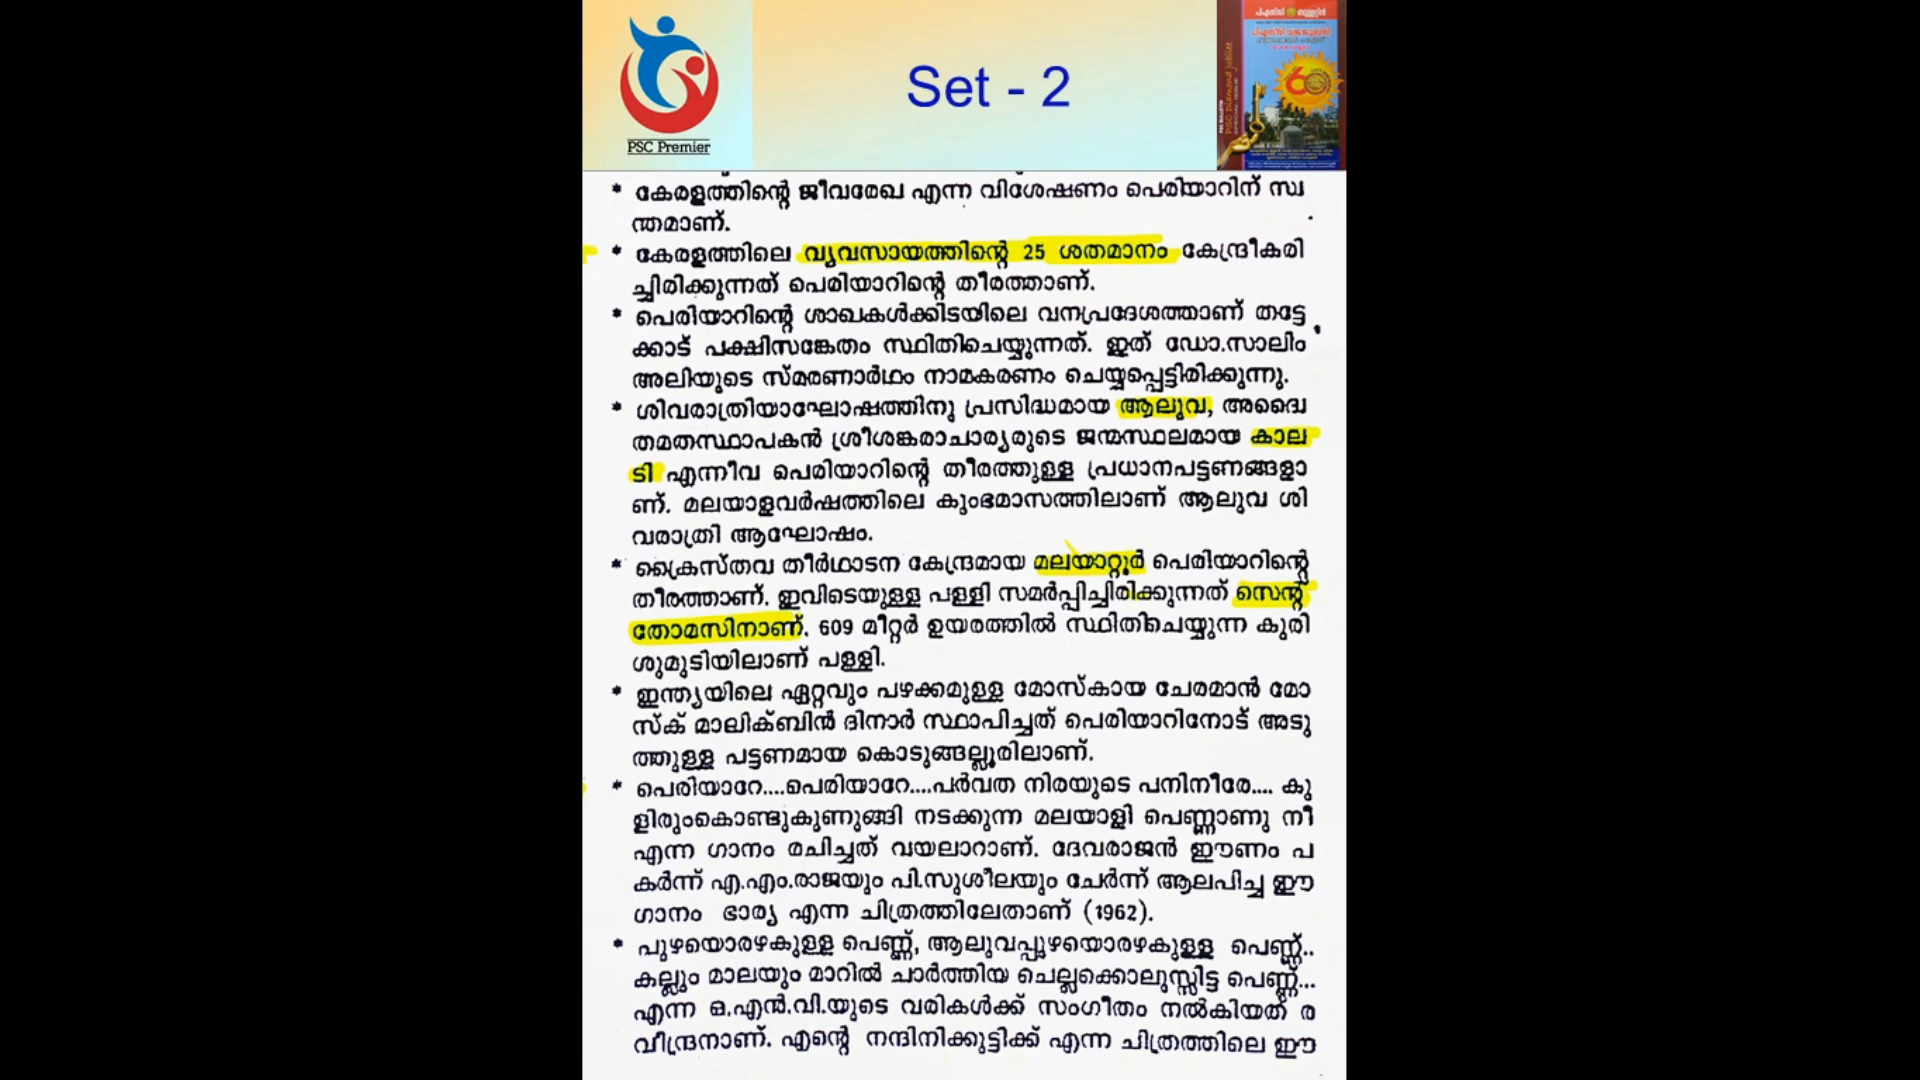 PSC Premier
Set - 2
പിഎസ്‌സി ബുള്ളറ്റിൻ
60
* കേരളത്തിന്റെ ജീവരേഖ എന്ന വിശേഷണം പെരിയാറിന് സ്വ
ന്തമാണ്.
* കേരളത്തിലെ വ്യവസായത്തിന്റെ 25 ശതമാനം കേന്ദ്രീകരി
ച്ചിരിക്കുന്നത് പെരിയാറിന്റെ തീരത്താണ്.
* പെരിയാറിന്റെ ശാഖകൾക്കിടയിലെ വനപ്രദേശത്താണ് തട്ടേ
ക്കാട് പക്ഷിസങ്കേതം സ്ഥിതിചെയ്യുന്നത്. ഇത് ഡോ.സാലിം
അലിയുടെ സ്മരണാർഥം നാമകരണം ചെയ്യപ്പെട്ടിരിക്കുന്നു.
* ശിവരാത്രിയാഘോഷത്തിനു പ്രസിദ്ധമായ ആലുവ, അദ്വൈ
തമതസ്ഥാപകൻ ശ്രീശങ്കരാചാര്യരുടെ ജന്മസ്ഥലമായ കാല
ടി എന്നീവ പെരിയാറിന്റെ തീരത്തുള്ള പ്രധാനപട്ടണങ്ങളാ
ണ്. മലയാളവർഷത്തിലെ കുംഭമാസത്തിലാണ് ആലുവ ശി
വരാത്രി ആഘോഷം.
* ക്രൈസ്തവ തീർഥാടന കേന്ദ്രമായ മലയാറ്റൂർ പെരിയാറിന്റെ
തീരത്താണ്. ഇവിടെയുള്ള പള്ളി സമർപ്പിച്ചിരിക്കുന്നത് സെന്റ്
തോമസിനാണ്. 609 മീറ്റർ ഉയരത്തിൽ സ്ഥിതിചെയ്യുന്ന കുരി
ശുമുടിയിലാണ് പള്ളി.
* ഇന്ത്യയിലെ ഏറ്റവും പഴക്കമുള്ള മോസ്കായ ചേരമാൻ മോ
സ്ക് മാലിക്ബിൻ ദിനാർ സ്ഥാപിച്ചത് പെരിയാറിനോട് അടു
ത്തുള്ള പട്ടണമായ കൊടുങ്ങല്ലൂരിലാണ്.
* പെരിയാറേ....പെരിയാറേ....പർവത നിരയുടെ പനിനീരേ.... കു
ളിരുംകൊണ്ടുകുണുങ്ങി നടക്കുന്ന മലയാളി പെണ്ണാണു നീ
എന്ന ഗാനം രചിച്ചത് വയലാറാണ്. ദേവരാജൻ ഈണം പ
കർന്ന് എ.എം.രാജയും പി.സുശീലയും ചേർന്ന് ആലപിച്ച ഈ
ഗാനം ഭാര്യ എന്ന ചിത്രത്തിലേതാണ് (1962).
* പുഴയൊരഴകുള്ള പെണ്ണ്, ആലുവപ്പുഴയൊരഴകുള്ള പെണ്ണ്..
കല്ലും മാലയും മാറിൽ ചാർത്തിയ ചെല്ലക്കൊലുസ്സിട്ട പെണ്ണ്...
എന്ന ഒ.എൻ.വി.യുടെ വരികൾക്ക് സംഗീതം നൽകിയത് ര
വീന്ദ്രനാണ്. എന്റെ നന്ദിനിക്കുട്ടിക്ക് എന്ന ചിത്രത്തിലെ ഈ